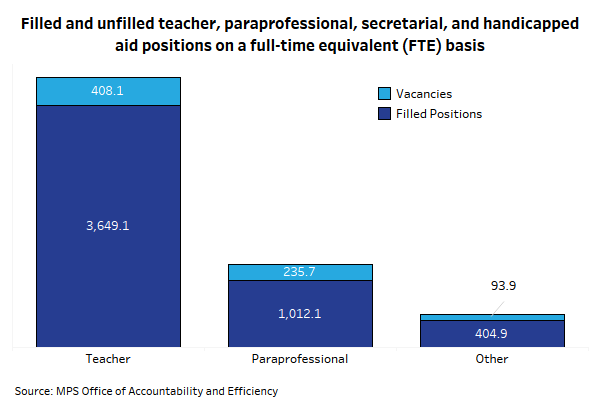 Filled and unfilled teacher, paraprofessional, secretarial, and handicapped
aid positions on a full-time equivalent (FTE) basis
408.1
Vacancies
Filled Positions
3,649.1
235.7
93.9
1,012.1
404.9
Teacher
Paraprofessional
Other
Source: MPS Office of Accountability and Efficiency